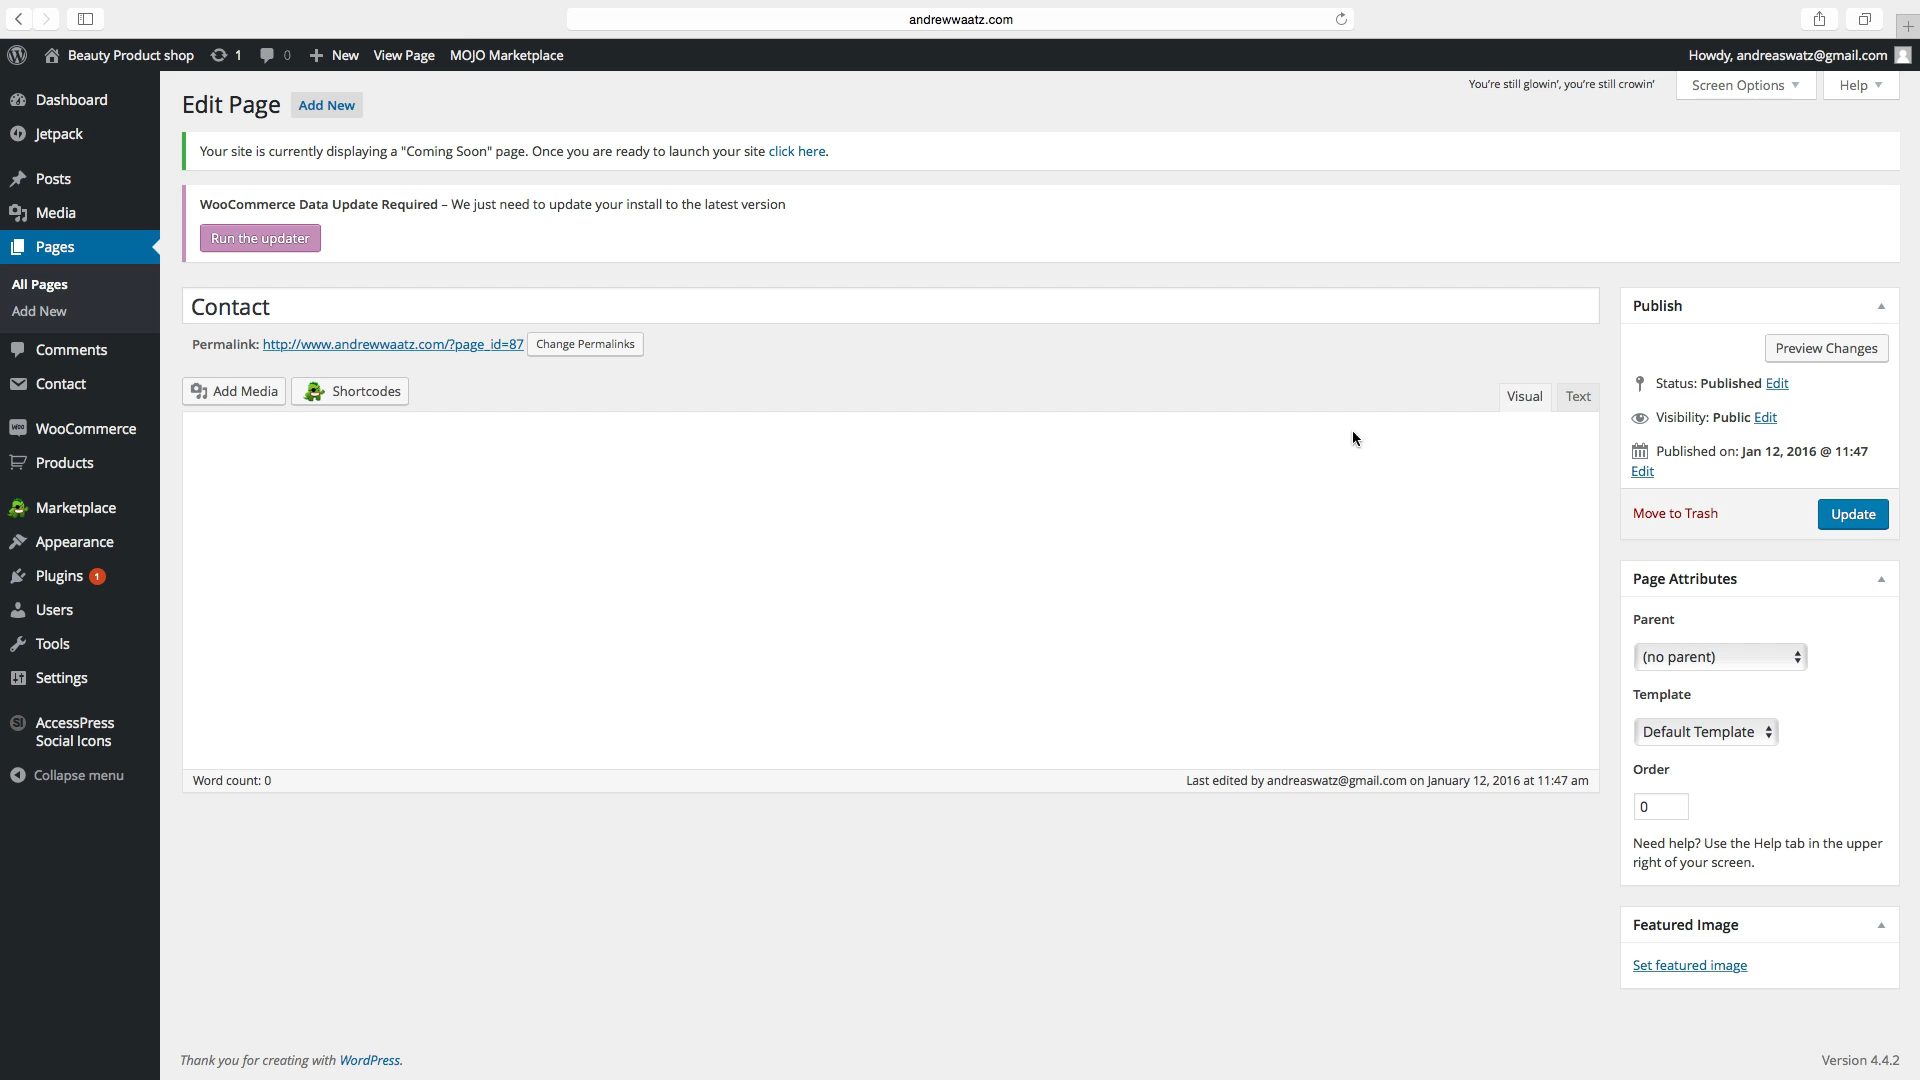 andrewwaatz.com
Beauty Product shop 1 0 New View Page MOJO Marketplace
Howdy, andreaswatz@gmail.com
You're still glowin', you're still crowin'
Screen Options
Help
Dashboard
Jetpack
Posts
Media
Pages
All Pages
Add New
Comments
Contact
WooCommerce
Products
Marketplace
Appearance
Plugins 1
Users
Tools
Settings
AccessPress
Social Icons
Collapse menu
Edit Page Add New
Your site is currently displaying a "Coming Soon" page. Once you are ready to launch your site click here.
WooCommerce Data Update Required – We just need to update your install to the latest version
Run the updater
Contact
Permalink: http://www.andrewwaatz.com/?page_id=87 Change Permalinks
Add Media Shortcodes
Visual Text
Word count: 0
Last edited by andreaswatz@gmail.com on January 12, 2016 at 11:47 am
Publish
Preview Changes
Status: Published Edit
Visibility: Public Edit
Published on: Jan 12, 2016 @ 11:47
Edit
Move to Trash
Update
Page Attributes
Parent
(no parent)
Template
Default Template
Order
0
Need help? Use the Help tab in the upper
right of your screen.
Featured Image
Set featured image
Thank you for creating with WordPress.
Version 4.4.2